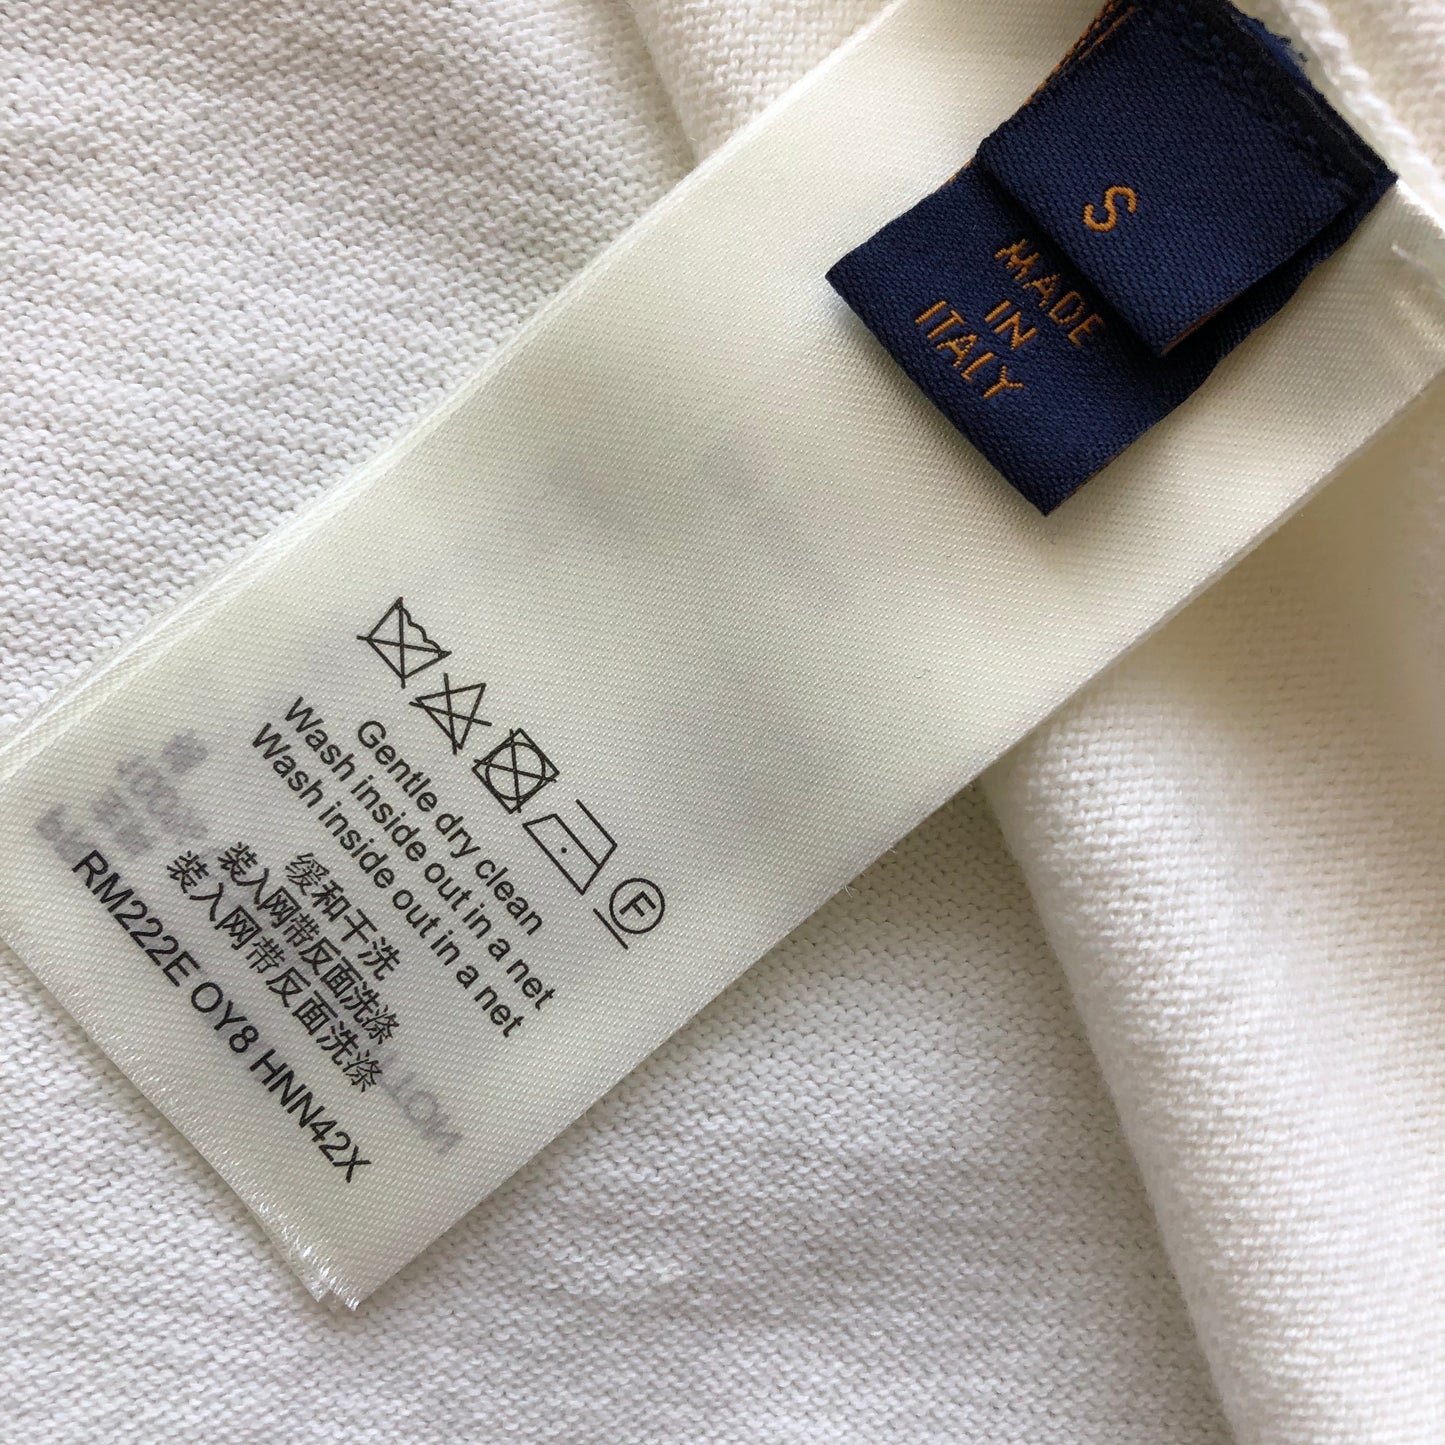 S
MADE
IN
ITALY
F
Gentle dry clean
Wash inside out in a net
Wash inside out in a net
缓和干洗
装入网带反面洗涤
装入网带反面洗涤
RM222E OY8 HNN42X